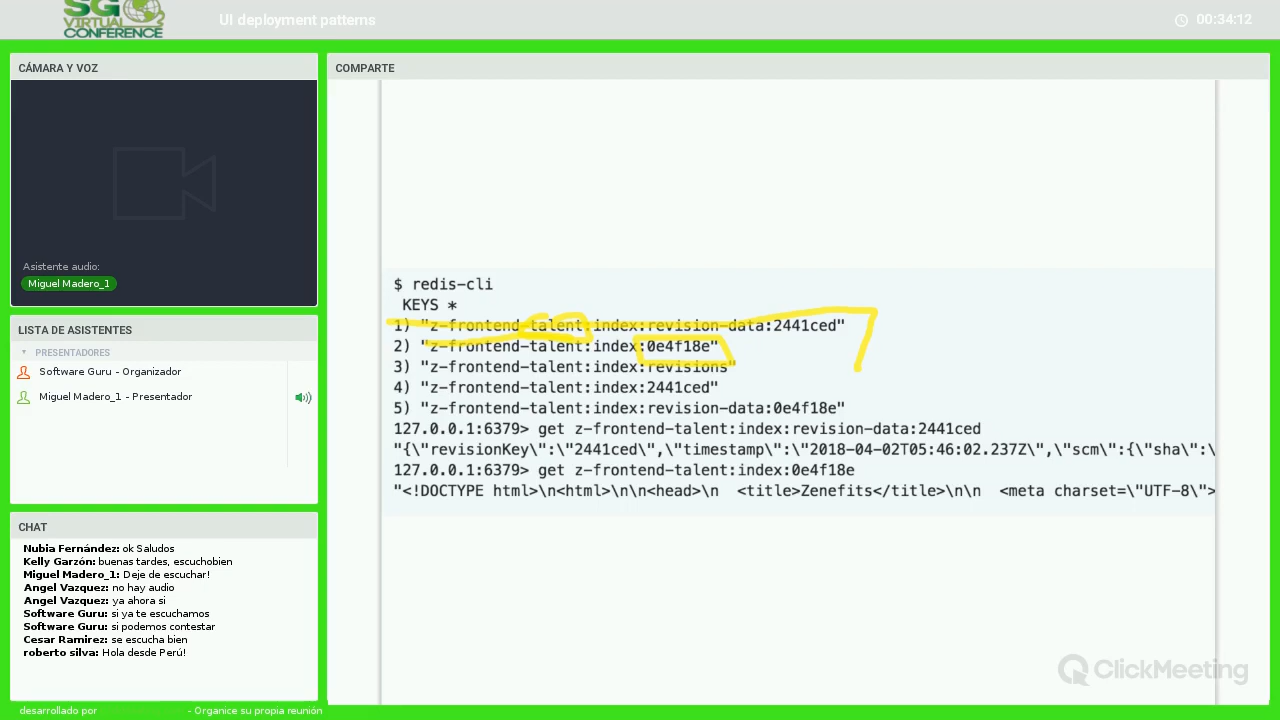 SG
VIRTUAL
CONFERENCE
UI deployment patterns
00:34:12
CÁMARA Y VOZ
Asistente audio:
Miguel Madero_1
LISTA DE ASISTENTES
PRESENTADORES
Software Guru - Organizador
Miguel Madero_1 - Presentador
CHAT
Nubia Fernández: ok Saludos
Kelly Garzón: buenas tardes, escuchobien
Miguel Madero_1: Deje de escuchar!
Angel Vazquez: no hay audio
Angel Vazquez: ya ahora si
Software Guru: si ya te escuchamos
Software Guru: si podemos contestar
Cesar Ramirez: se escucha bien
roberto silva: Hola desde Perú!
COMPARTE
$ redis-cli
KEYS *
1) "z-frontend-talent:index:revision-data:2441ced"
2) "z-frontend-talent:index:0e4f18e"
3) "z-frontend-talent:index:revisions"
4) "z-frontend-talent:index:2441ced"
5) "z-frontend-talent:index:revision-data:0e4f18e"
127.0.0.1:6379> get z-frontend-talent:index:revision-data:2441ced
"{\"revisionKey\":\"2441ced\",\"timestamp\":\"2018-04-02T05:46:02.237Z\",\"scm\":{\"sha\":\
127.0.0.1:6379> get z-frontend-talent:index:0e4f18e
"<!DOCTYPE html>\n<html>\n\n<head>\n  <title>Zenefits</title>\n\n  <meta charset=\"UTF-8\">
ClickMeeting
desarrollado por - Organice su propia reunión